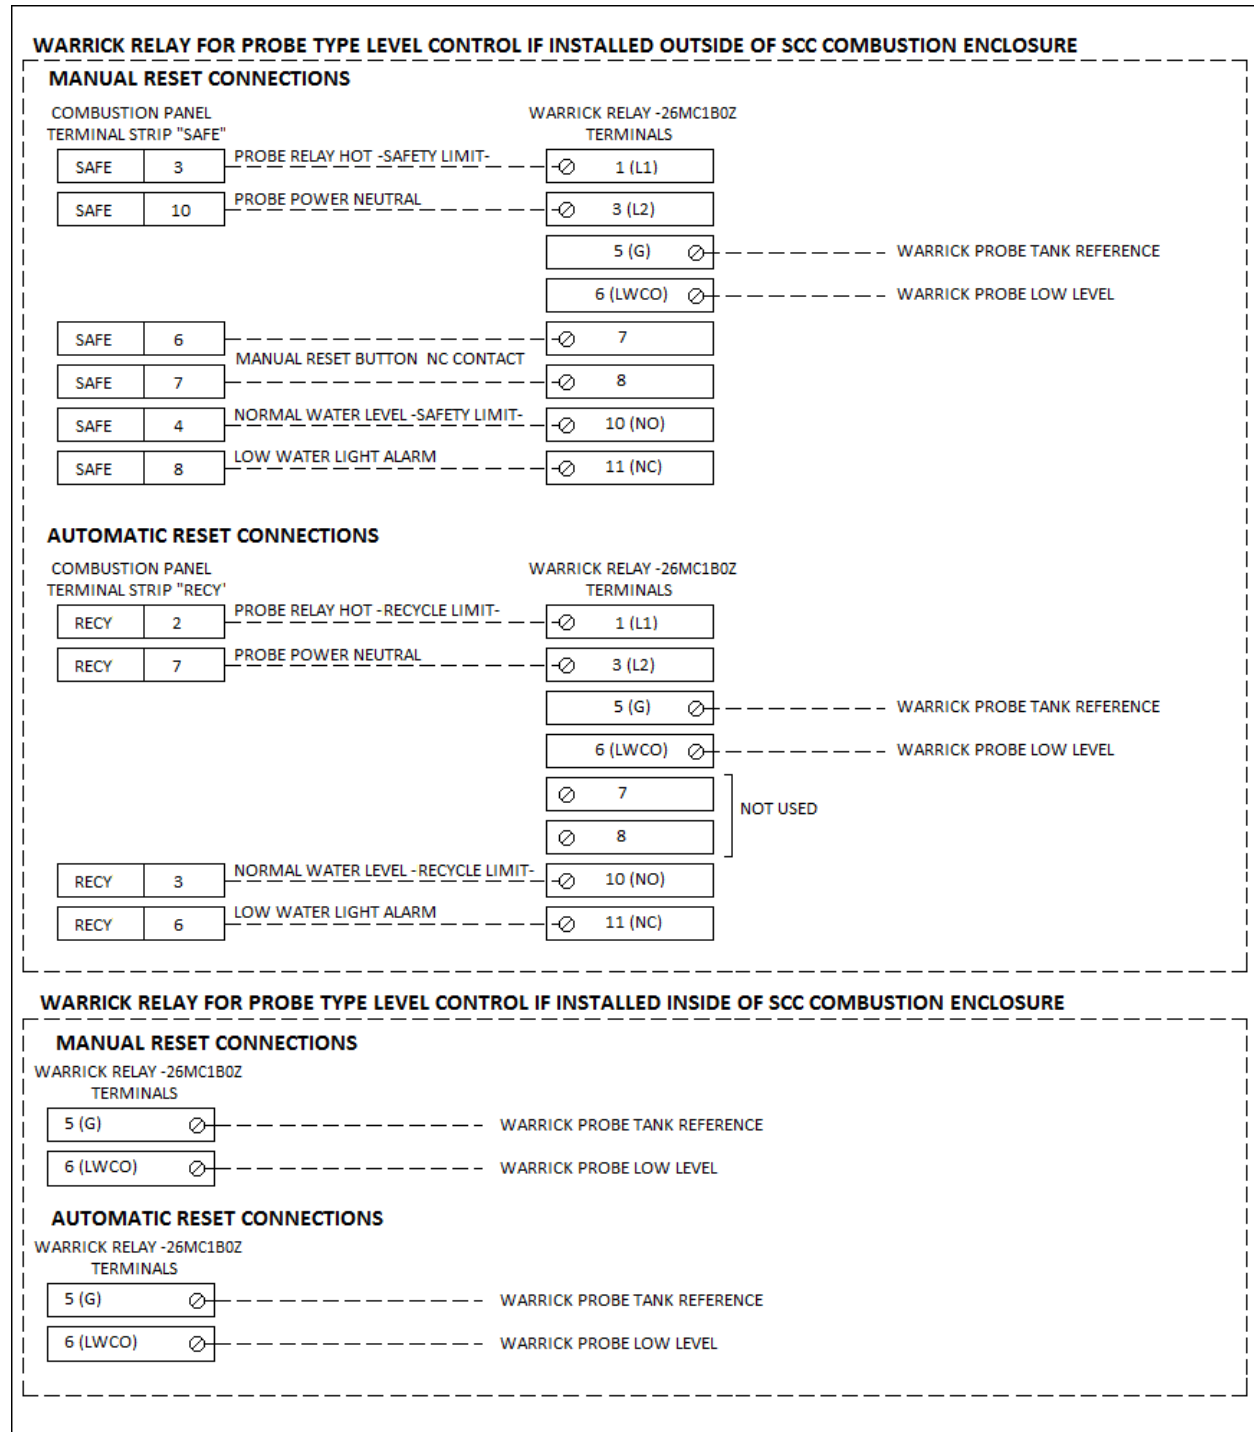 WARRICK RELAY FOR PROBE TYPE LEVEL CONTROL IF INSTALLED OUTSIDE OF SCC COMBUSTION ENCLOSURE
MANUAL RESET CONNECTIONS
COMBUSTION PANEL
TERMINAL STRIP "SAFE"
WARRICK RELAY -26MC1B0Z
TERMINALS
SAFE 3 PROBE RELAY HOT -SAFETY LIMIT- 1 (L1)
SAFE 10 PROBE POWER NEUTRAL 3 (L2)
5 (G) WARRICK PROBE TANK REFERENCE
6 (LWCO) WARRICK PROBE LOW LEVEL
SAFE 6 7
MANUAL RESET BUTTON NC CONTACT
SAFE 7 8
SAFE 4 NORMAL WATER LEVEL -SAFETY LIMIT- 10 (NO)
SAFE 8 LOW WATER LIGHT ALARM 11 (NC)
AUTOMATIC RESET CONNECTIONS
COMBUSTION PANEL
TERMINAL STRIP "RECY'
WARRICK RELAY -26MC1B0Z
TERMINALS
RECY 2 PROBE RELAY HOT -RECYCLE LIMIT- 1 (L1)
RECY 7 PROBE POWER NEUTRAL 3 (L2)
5 (G) WARRICK PROBE TANK REFERENCE
6 (LWCO) WARRICK PROBE LOW LEVEL
7
NOT USED
8
RECY 3 NORMAL WATER LEVEL -RECYCLE LIMIT- 10 (NO)
RECY 6 LOW WATER LIGHT ALARM 11 (NC)
WARRICK RELAY FOR PROBE TYPE LEVEL CONTROL IF INSTALLED INSIDE OF SCC COMBUSTION ENCLOSURE
MANUAL RESET CONNECTIONS
WARRICK RELAY -26MC1B0Z
TERMINALS
5 (G) WARRICK PROBE TANK REFERENCE
6 (LWCO) WARRICK PROBE LOW LEVEL
AUTOMATIC RESET CONNECTIONS
WARRICK RELAY -26MC1B0Z
TERMINALS
5 (G) WARRICK PROBE TANK REFERENCE
6 (LWCO) WARRICK PROBE LOW LEVEL